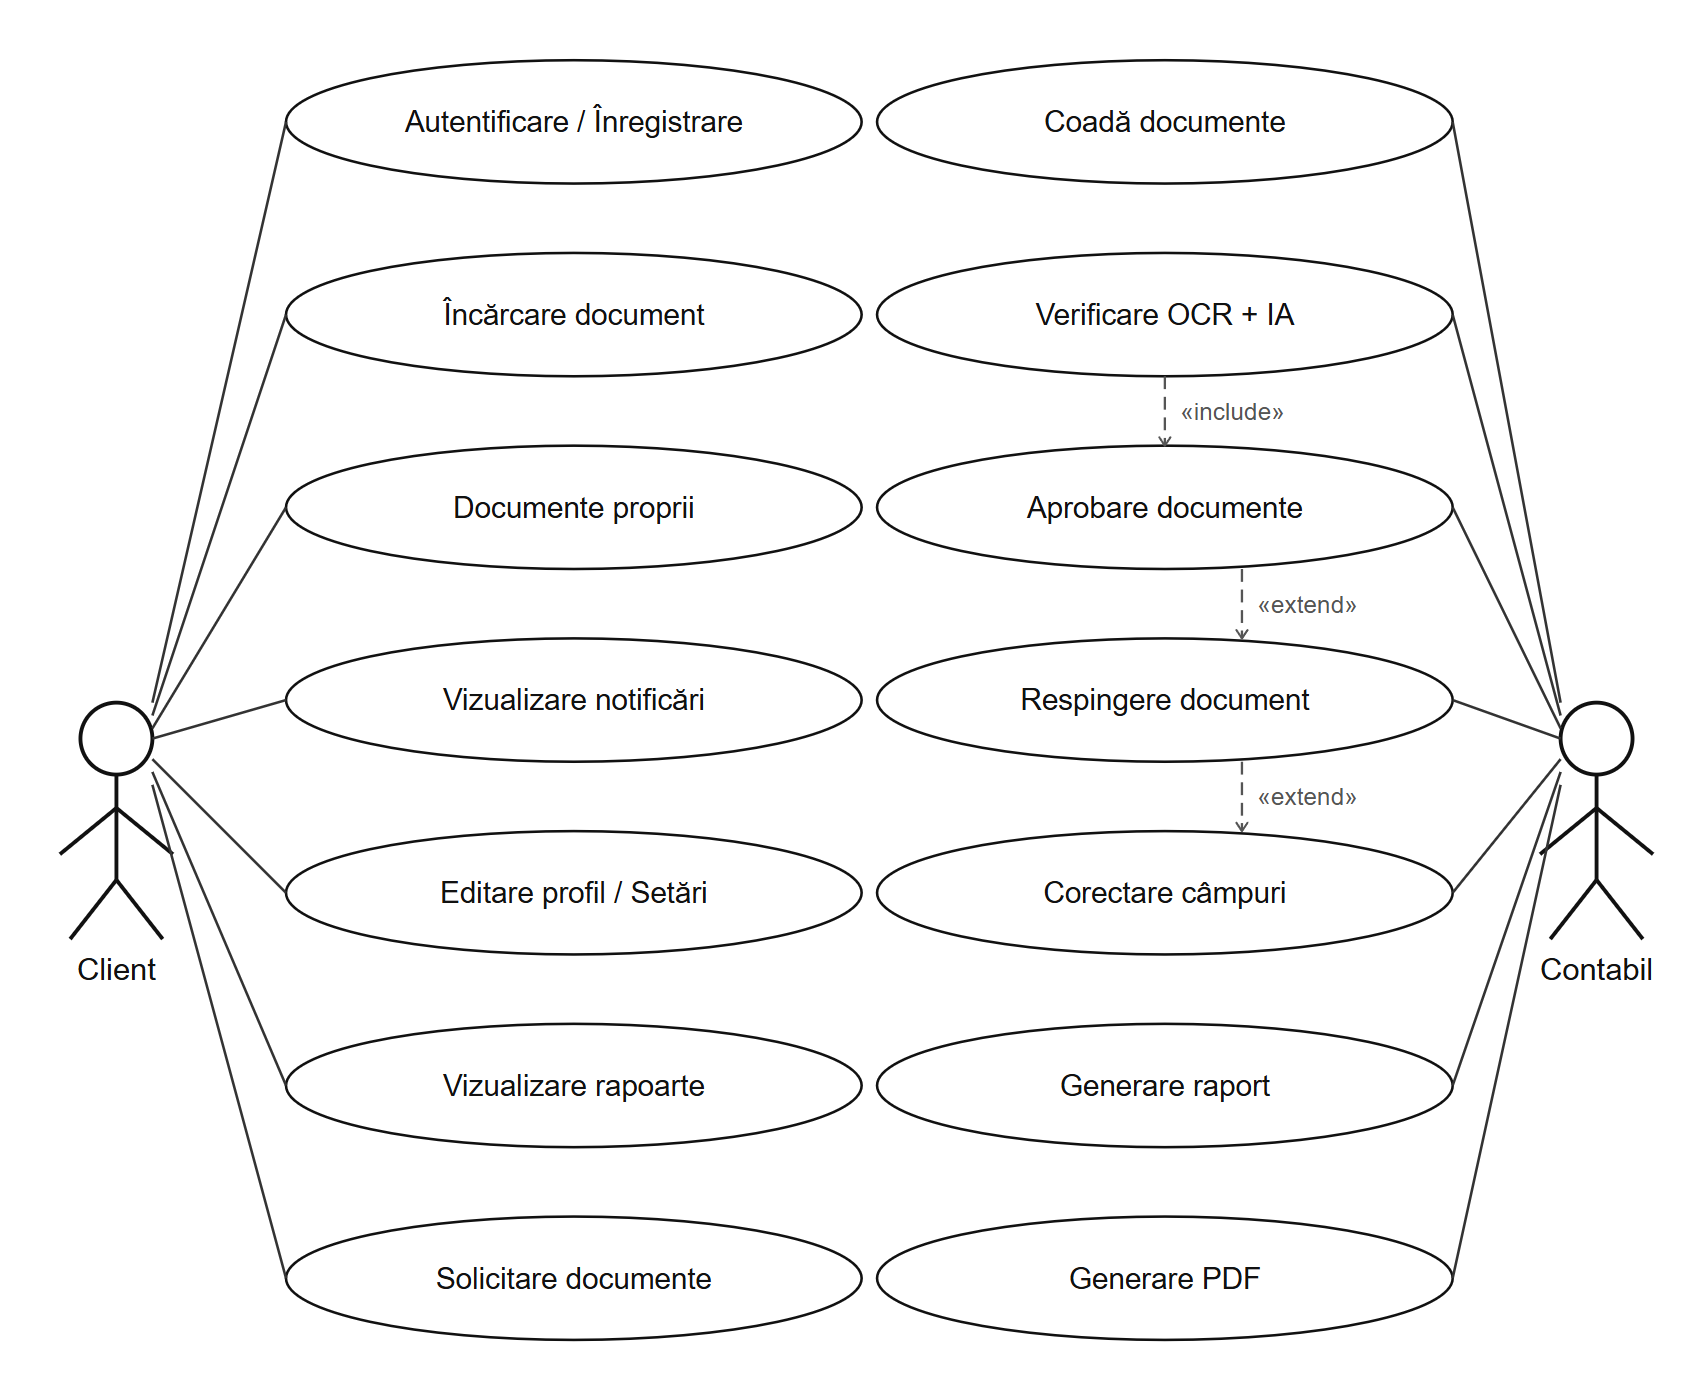 Autentificare / Înregistrare
Coadă documente
Încărcare document
Verificare OCR + IA
«include»
Documente proprii
Aprobare documente
«extend»
Vizualizare notificări
Respingere document
«extend»
Editare profil / Setări
Corectare câmpuri
Client
Contabil
Vizualizare rapoarte
Generare raport
Solicitare documente
Generare PDF